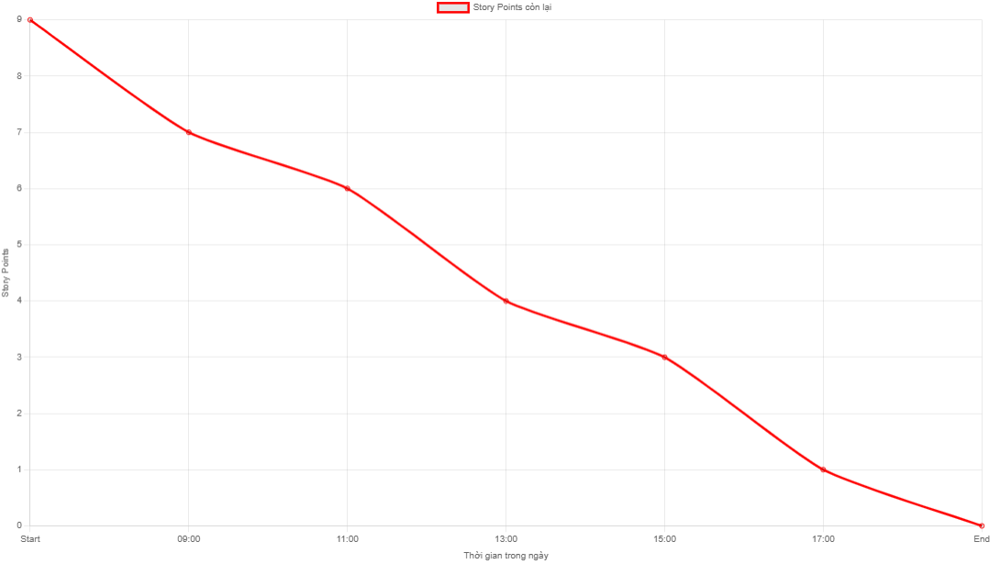 Story Points còn lại
9
8
7
6
5
4
3
2
1
0
Story Points
Start 09:00 11:00 13:00 15:00 17:00 End
Thời gian trong ngày